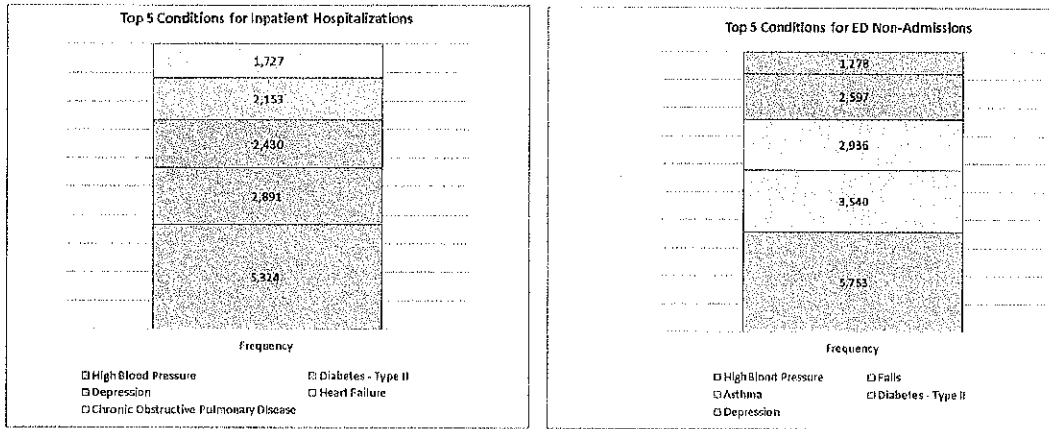 Top 5 Conditions for Inpatient Hospitalizations
1,727
2,153
2,430
2,891
5,324
Frequency
High Blood Pressure
Diabetes - Type II
Depression
Heart Failure
Chronic Obstructive Pulmonary Disease
Top 5 Conditions for ED Non-Admissions
1,278
2,597
2,936
3,540
5,753
Frequency
High Blood Pressure
Falls
Asthma
Diabetes - Type II
Depression